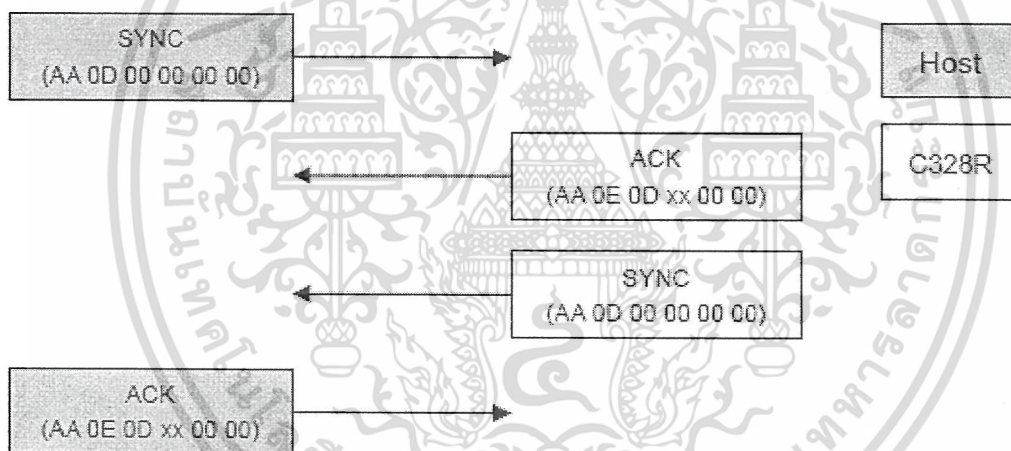 SYNC
(AA 0D 00 00 00 00)
Host
ACK
(AA 0E 0D xx 00 00)
C328R
SYNC
(AA 0D 00 00 00 00)
ACK
(AA 0E 0D xx 00 00)